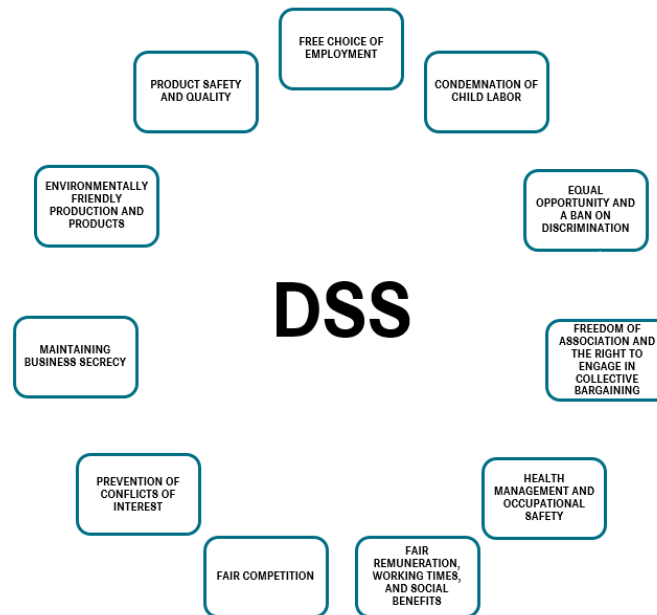 FREE CHOICE OF
EMPLOYMENT
CONDEMNATION OF
CHILD LABOR
EQUAL
OPPORTUNITY AND
A BAN ON
DISCRIMINATION
FREEDOM OF
ASSOCIATION AND
THE RIGHT TO
ENGAGE IN
COLLECTIVE
BARGAINING
HEALTH
MANAGEMENT AND
OCCUPATIONAL
SAFETY
FAIR
REMUNERATION,
WORKING TIMES,
AND SOCIAL
BENEFITS
FAIR COMPETITION
PREVENTION OF
CONFLICTS OF
INTEREST
MAINTAINING
BUSINESS SECRECY
ENVIRONMENTALLY
FRIENDLY
PRODUCTION AND
PRODUCTS
PRODUCT SAFETY
AND QUALITY
DSS